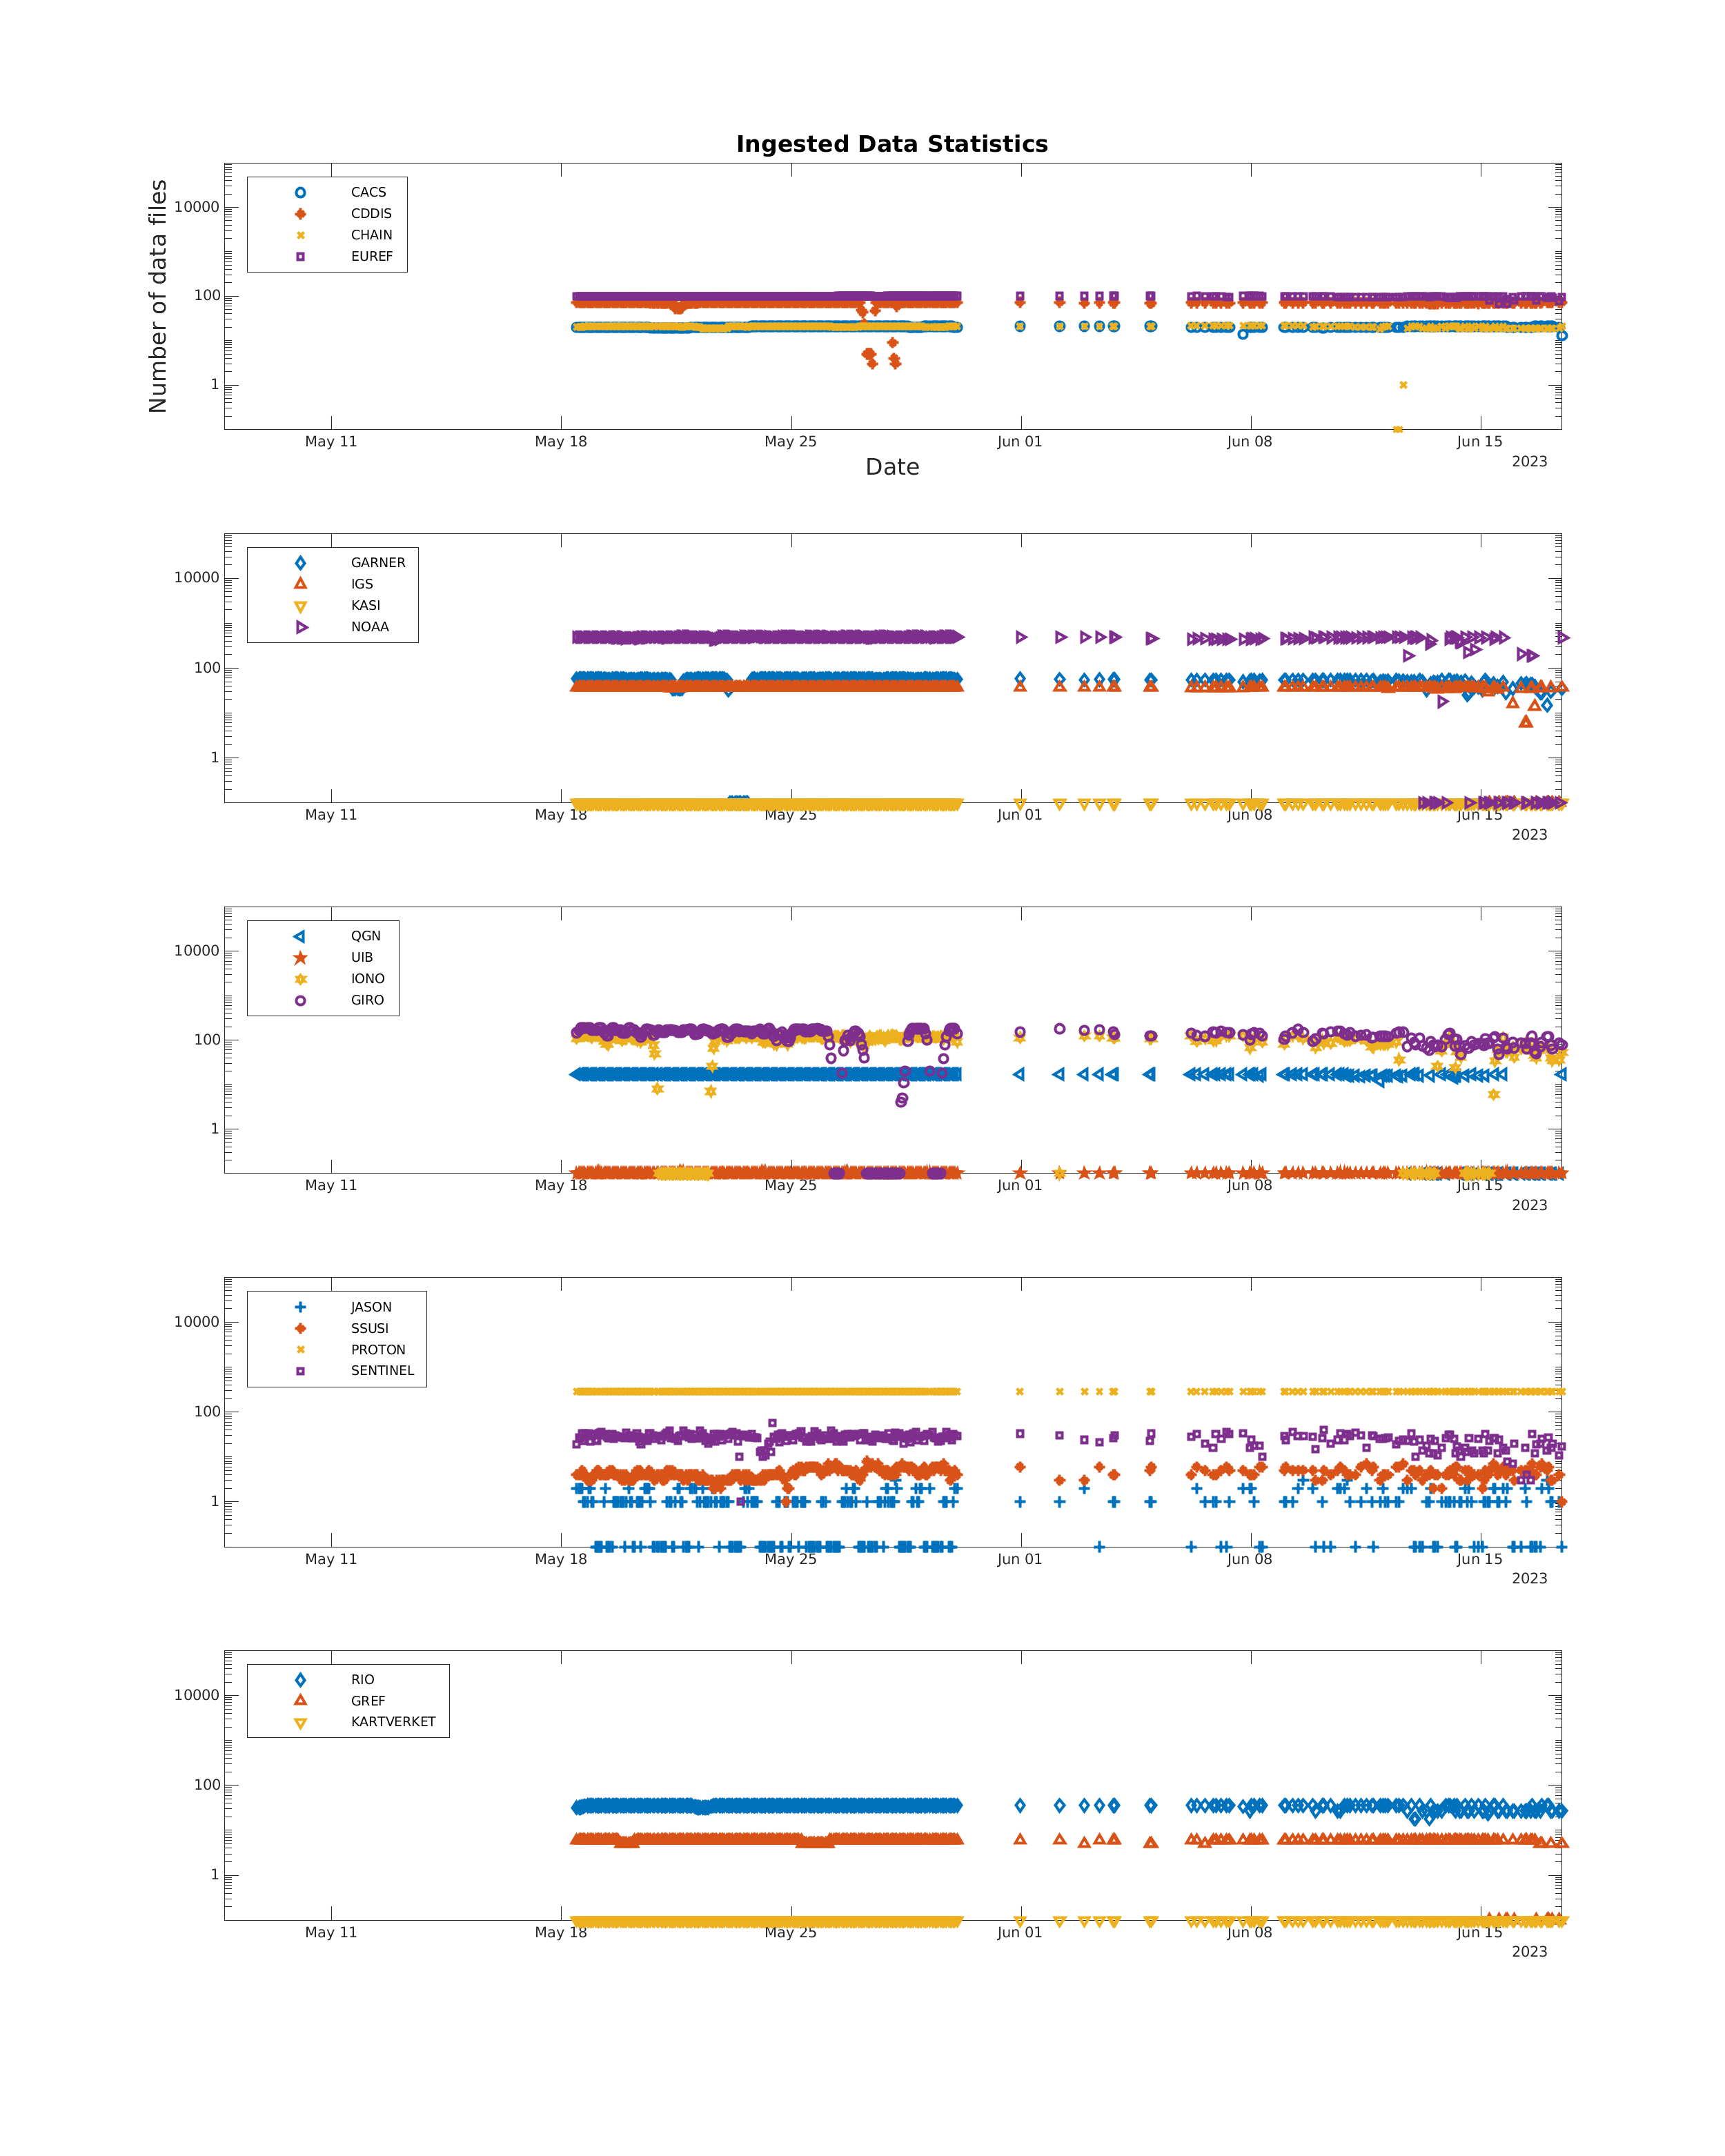 Ingested Data Statistics
Number of data files
10000
100
1
CACS
CDDIS
CHAIN
EUREF
May 11 May 18 May 25 Jun 01 Jun 08 Jun 15
2023
Date
10000
100
1
GARNER
IGS
KASI
NOAA
May 11 May 18 May 25 Jun 01 Jun 08 Jun 15
2023
10000
100
1
QGN
UIB
IONO
GIRO
May 11 May 18 May 25 Jun 01 Jun 08 Jun 15
2023
10000
100
1
JASON
SSUSI
PROTON
SENTINEL
May 11 May 18 May 25 Jun 01 Jun 08 Jun 15
2023
10000
100
1
RIO
GREF
KARTVERKET
May 11 May 18 May 25 Jun 01 Jun 08 Jun 15
2023